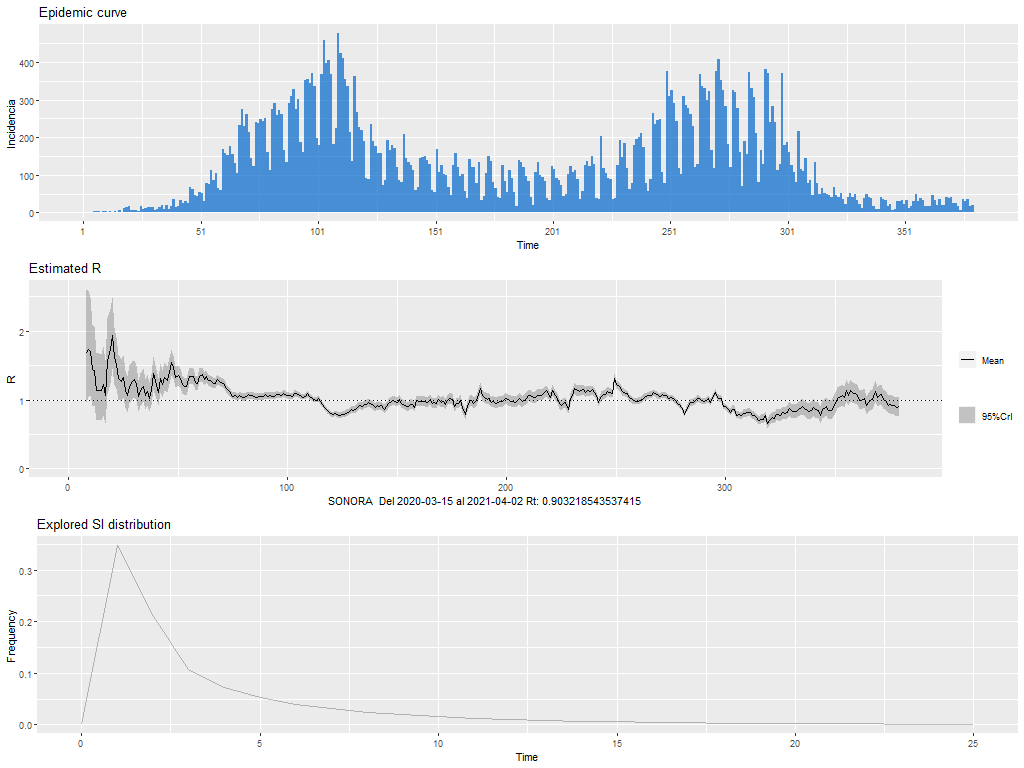 Epidemic curve
Incidencia
400
300
200
100
0
1 51 101 151 201 251 301 351
Time
Estimated R
R
2
1
0
0 100 200 300
Mean
95%CrI
SONORA Del 2020-03-15 al 2021-04-02 Rt: 0.903218543537415
Explored SI distribution
Frequency
0.3
0.2
0.1
0.0
0 5 10 15 20 25
Time